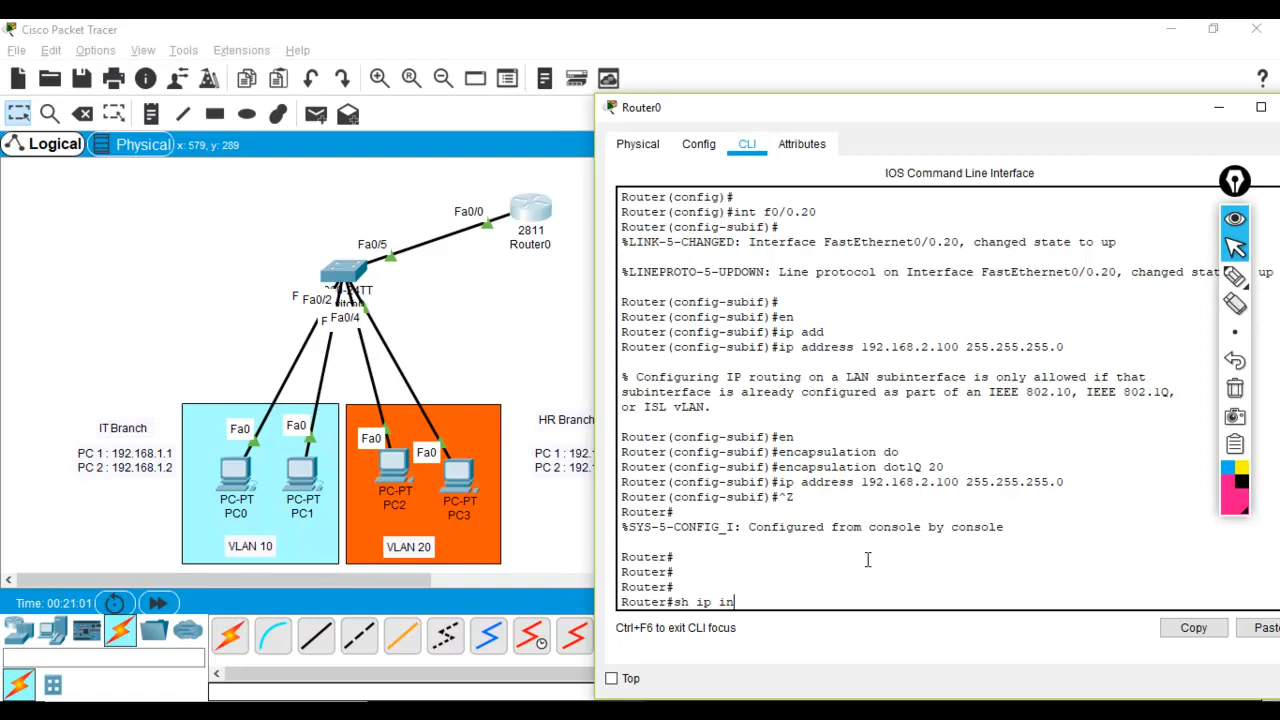 Cisco Packet Tracer
File Edit Options View Tools Extensions Help
?
Logical
Physical x: 579, y: 289
Fa0/0
2811
Router0
Fa0/5
Fa0/2
Fa0/4
IT Branch
PC 1 : 192.168.1.1
PC 2 : 192.168.1.2
HR Branch
PC 1 : 192.
PC 2 : 192.
Fa0
Fa0
Fa0
Fa0
PC-PT
PC0
PC-PT
PC1
PC-PT
PC2
PC-PT
PC3
VLAN 10
VLAN 20
Time: 00:21:01
Router0
Physical Config CLI Attributes
IOS Command Line Interface
Router(config)#
Router(config)#int f0/0.20
Router(config-subif)#
%LINK-5-CHANGED: Interface FastEthernet0/0.20, changed state to up
%LINEPROTO-5-UPDOWN: Line protocol on Interface FastEthernet0/0.20, changed stat up
Router(config-subif)#
Router(config-subif)#en
Router(config-subif)#ip add
Router(config-subif)#ip address 192.168.2.100 255.255.255.0
% Configuring IP routing on a LAN subinterface is only allowed if that
subinterface is already configured as part of an IEEE 802.10, IEEE 802.1Q,
or ISL vLAN.
Router(config-subif)#en
Router(config-subif)#encapsulation do
Router(config-subif)#encapsulation dot1Q 20
Router(config-subif)#ip address 192.168.2.100 255.255.255.0
Router(config-subif)#^Z
Router#
%SYS-5-CONFIG_I: Configured from console by console
Router#
Router#
Router#
Router#sh ip in
Ctrl+F6 to exit CLI focus
Copy
Paste
Top